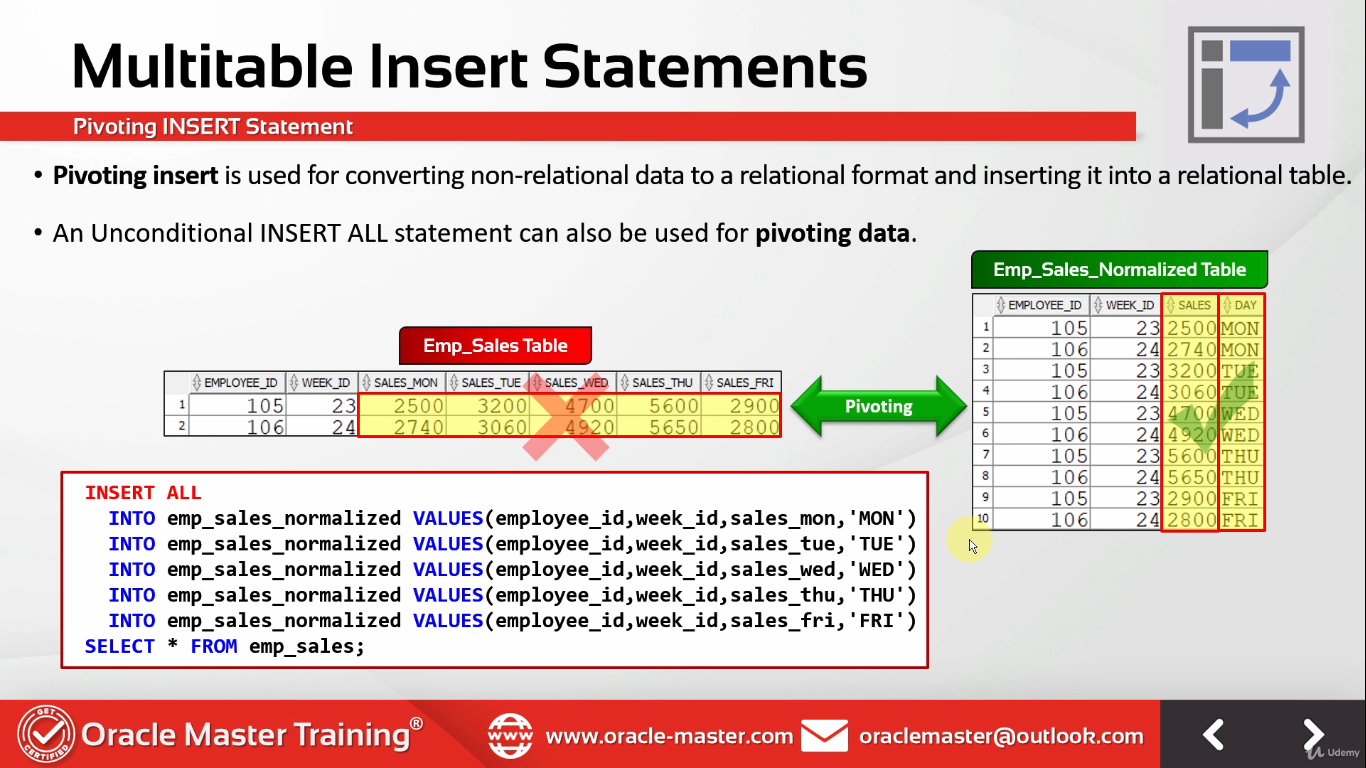 Multitable Insert Statements
Pivoting INSERT Statement
• Pivoting insert is used for converting non-relational data to a relational format and inserting it into a relational table.
• An Unconditional INSERT ALL statement can also be used for pivoting data.
Emp_Sales Table
EMPLOYEE_ID WEEK_ID SALES_MON SALES_TUE SALES_WED SALES_THU SALES_FRI
1 105 23 2500 3200 4700 5600 2900
2 106 24 2740 3060 4920 5650 2800
Pivoting
Emp_Sales_Normalized Table
EMPLOYEE_ID WEEK_ID SALES DAY
1 105 23 2500 MON
2 106 24 2740 MON
3 105 23 3200 TUE
4 106 24 3060 TUE
5 105 23 4700 WED
6 106 24 4920 WED
7 105 23 5600 THU
8 106 24 5650 THU
9 105 23 2900 FRI
10 106 24 2800 FRI
INSERT ALL
INTO emp_sales_normalized VALUES(employee_id,week_id,sales_mon,'MON')
INTO emp_sales_normalized VALUES(employee_id,week_id,sales_tue,'TUE')
INTO emp_sales_normalized VALUES(employee_id,week_id,sales_wed,'WED')
INTO emp_sales_normalized VALUES(employee_id,week_id,sales_thu,'THU')
INTO emp_sales_normalized VALUES(employee_id,week_id,sales_fri,'FRI')
SELECT * FROM emp_sales;
GET
CERTIFIED
Oracle Master Training®
www
www.oracle-master.com
oraclemaster@outlook.com
Udemy